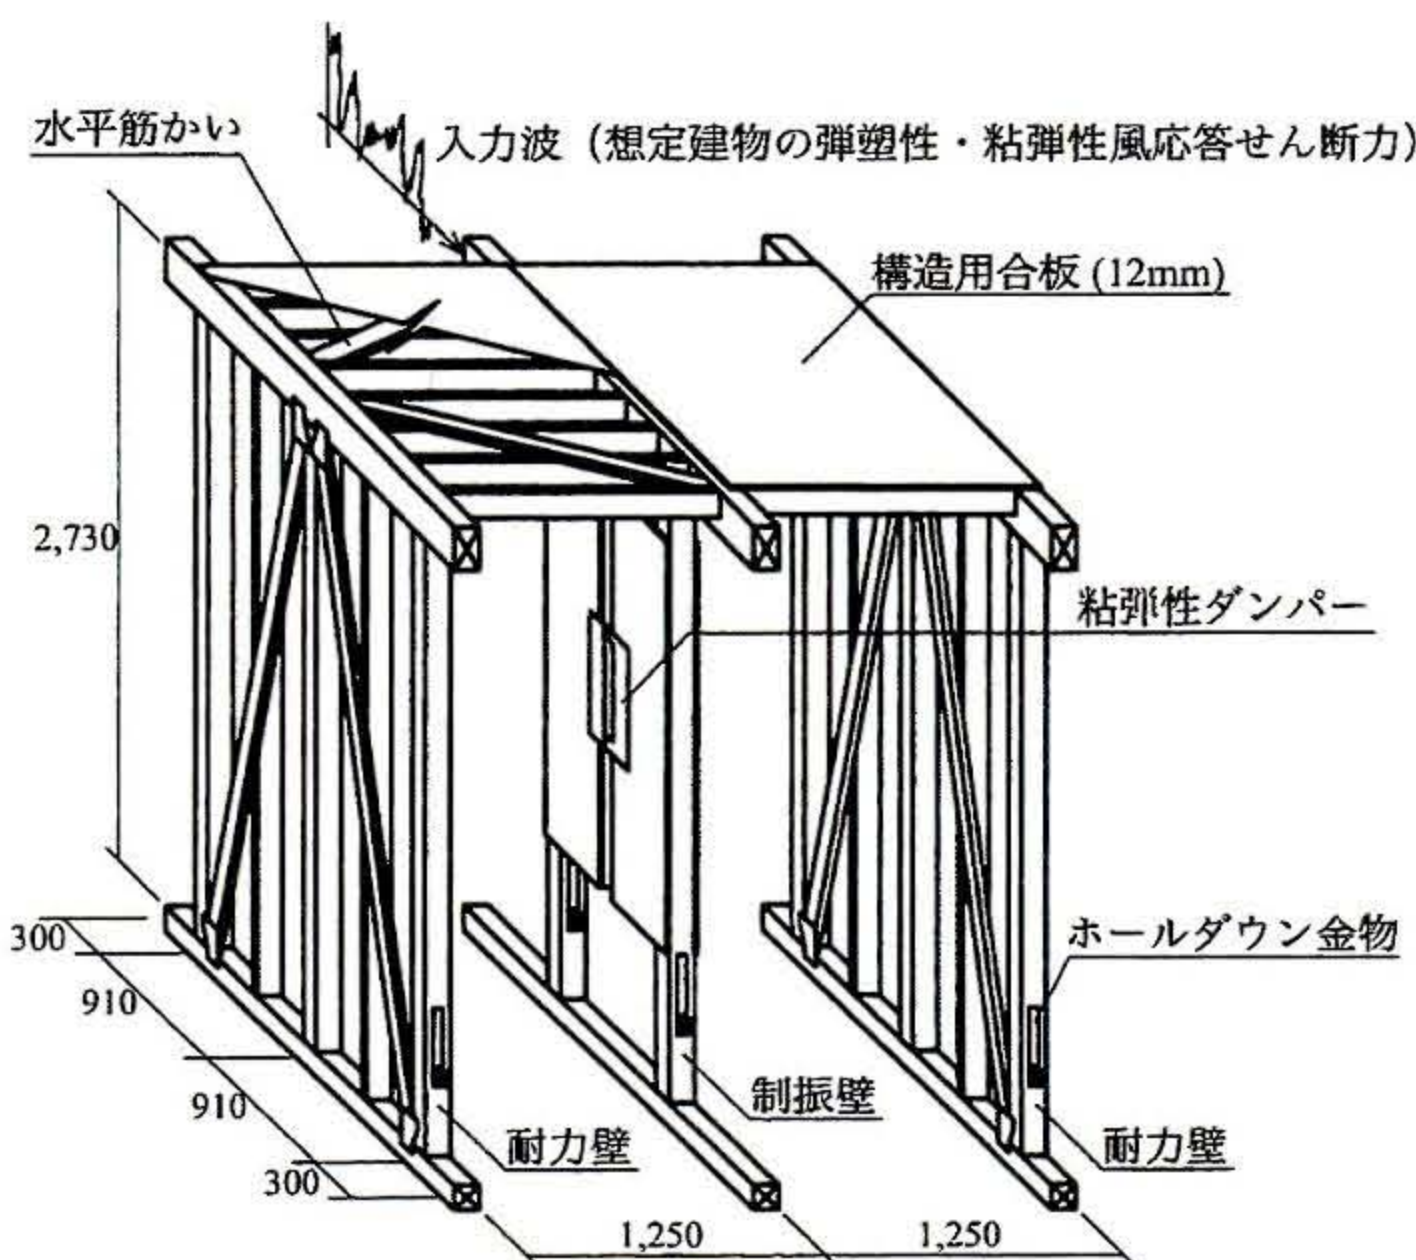 水平筋かい
入力波（想定建物の弾塑性・粘弾性風応答せん断力）
構造用合板 (12mm)
2,730
粘弾性ダンパー
300
ホールダウン金物
910
910
制振壁
耐力壁
耐力壁
300
1,250
1,250